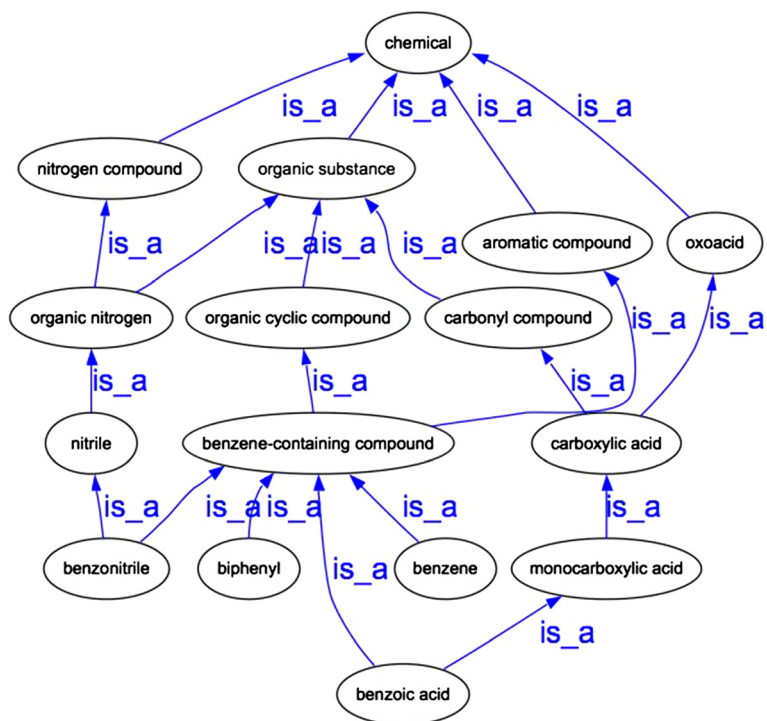 chemical
is_a
is_a
is_a
is_a
nitrogen compound
organic substance
aromatic compound
oxoacid
is_a
is_a
is_a
is_a
organic nitrogen
organic cyclic compound
carbonyl compound
is_a
is_a
is_a
is_a
is_a
nitrile
benzene-containing compound
carboxylic acid
is_a
is_a
is_a
is_a
is_a
benzonitrile
biphenyl
benzene
monocarboxylic acid
is_a
is_a
benzoic acid